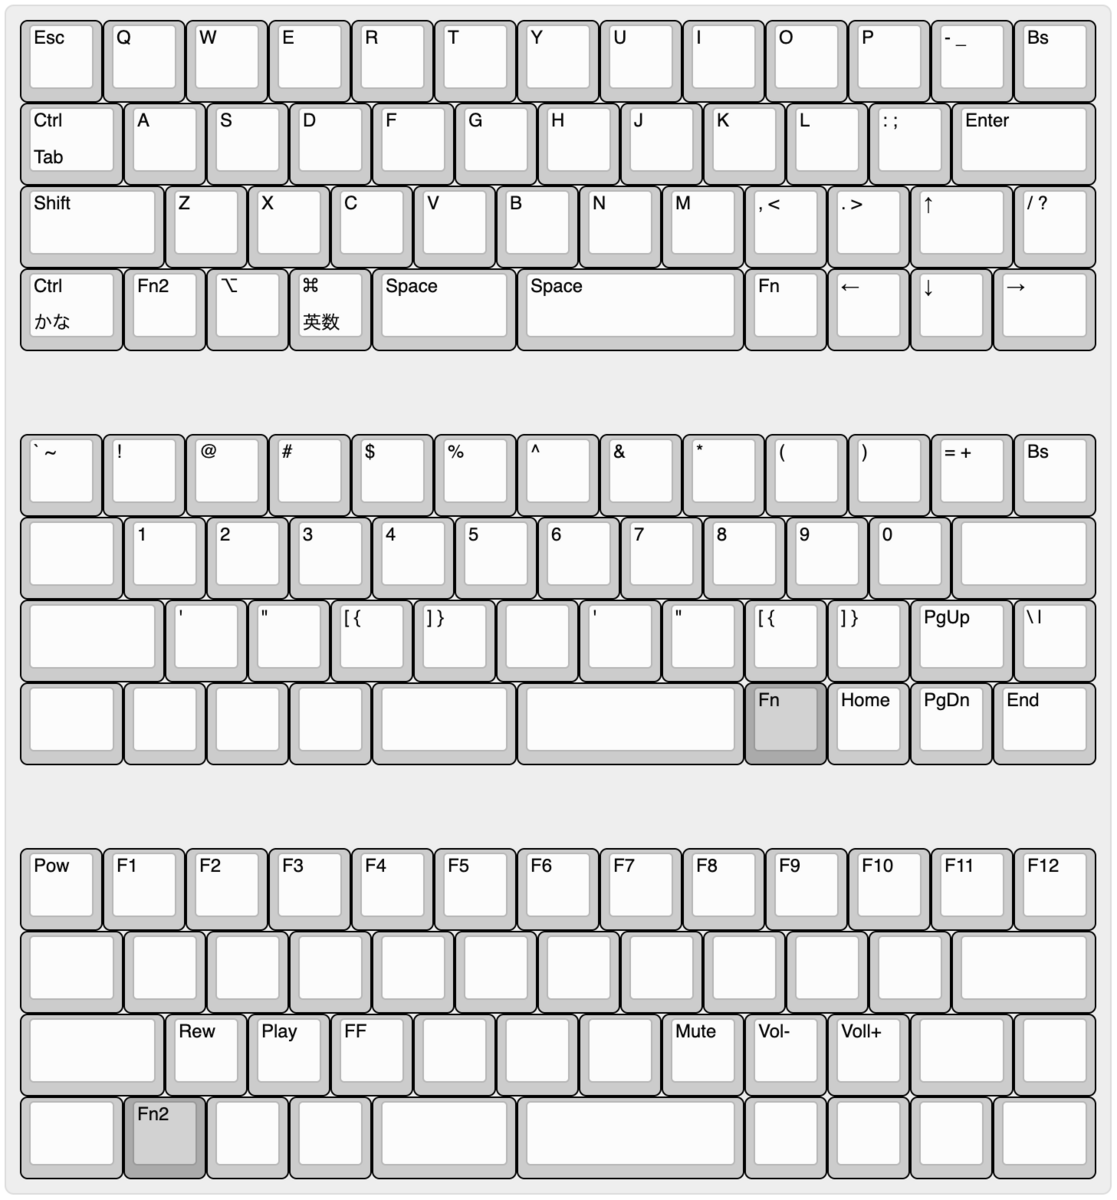 Esc Q W E R T Y U I O P - _ Bs
Ctrl A S D F G H J K L : ; Enter
Tab
Shift Z X C V B N M , < . > ↑ / ?
Ctrl Fn2 ⌥ ⌘ Space Space Fn ← ↓ →
かな 英数
` ~ ! @ # $ % ^ & * ( ) = + Bs
1 2 3 4 5 6 7 8 9 0
' " [ { ] } ' " [ { ] } PgUp \ |
Fn Home PgDn End
Pow F1 F2 F3 F4 F5 F6 F7 F8 F9 F10 F11 F12
Rew Play FF Mute Vol- Voll+
Fn2